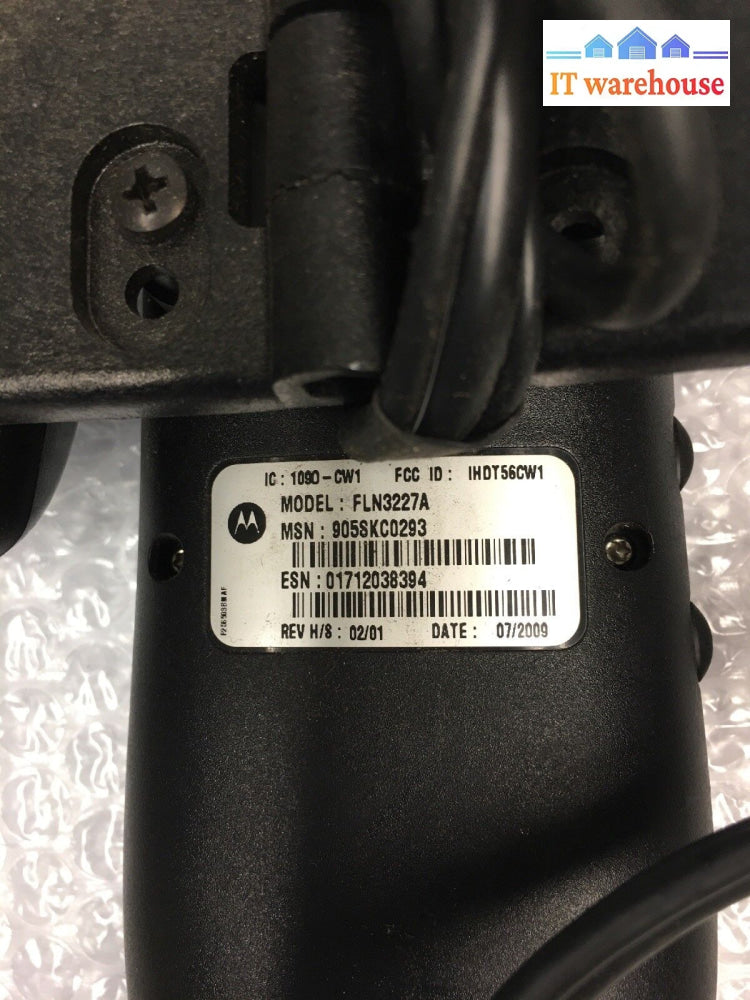 IT warehouse
IC : 1090-CW1 FCC ID : IHDT56CW1
MODEL : FLN3227A
MSN : 905SKC0293
ESN : 01712038394
REV H/S : 02/01 DATE : 07/2009